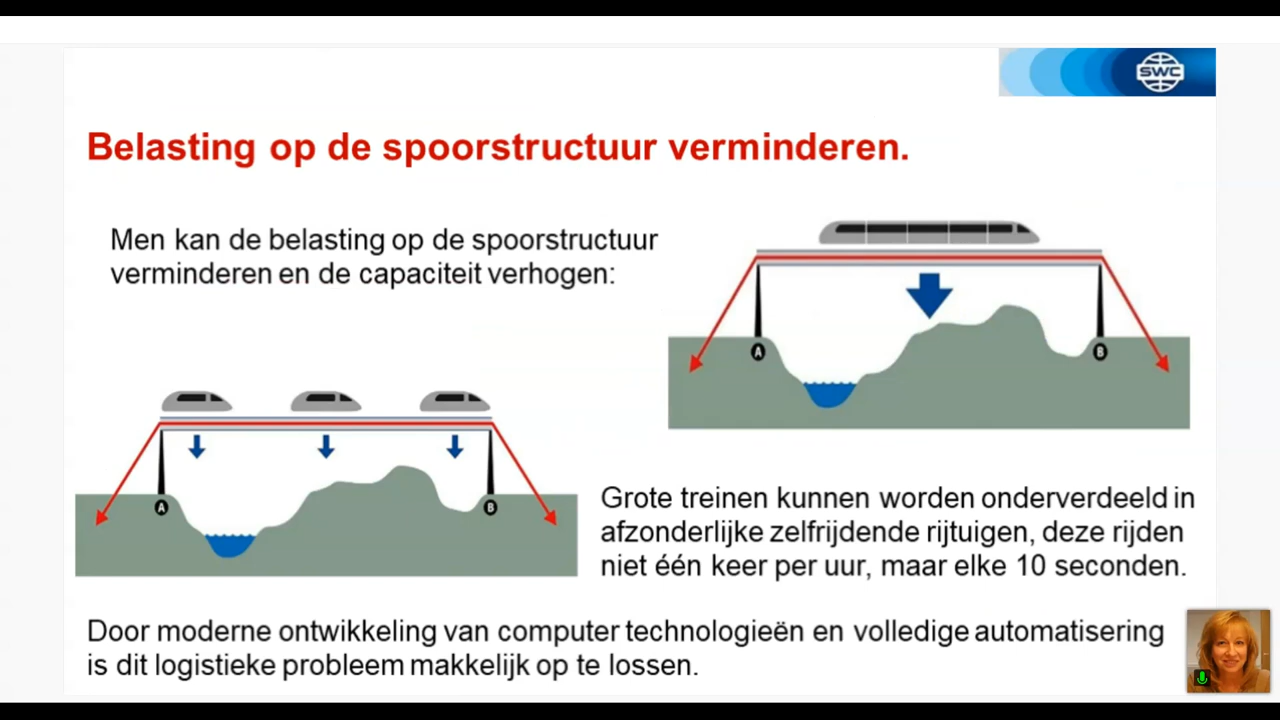 SWC
Belasting op de spoorstructuur verminderen.
Men kan de belasting op de spoorstructuur
verminderen en de capaciteit verhogen:
A
B
A
B
Grote treinen kunnen worden onderverdeeld in
afzonderlijke zelfrijdende rijtuigen, deze rijden
niet één keer per uur, maar elke 10 seconden.
Door moderne ontwikkeling van computer technologieën en volledige automatisering
is dit logistieke probleem makkelijk op te lossen.